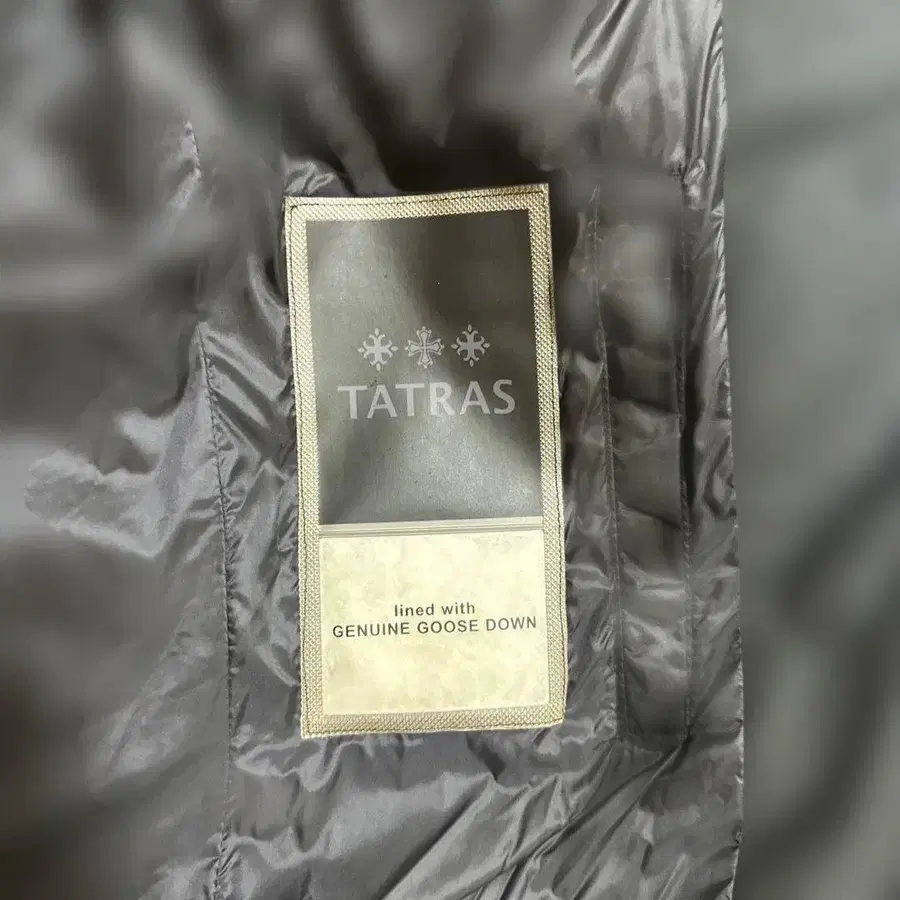 TATRAS
lined with
GENUINE GOOSE DOWN